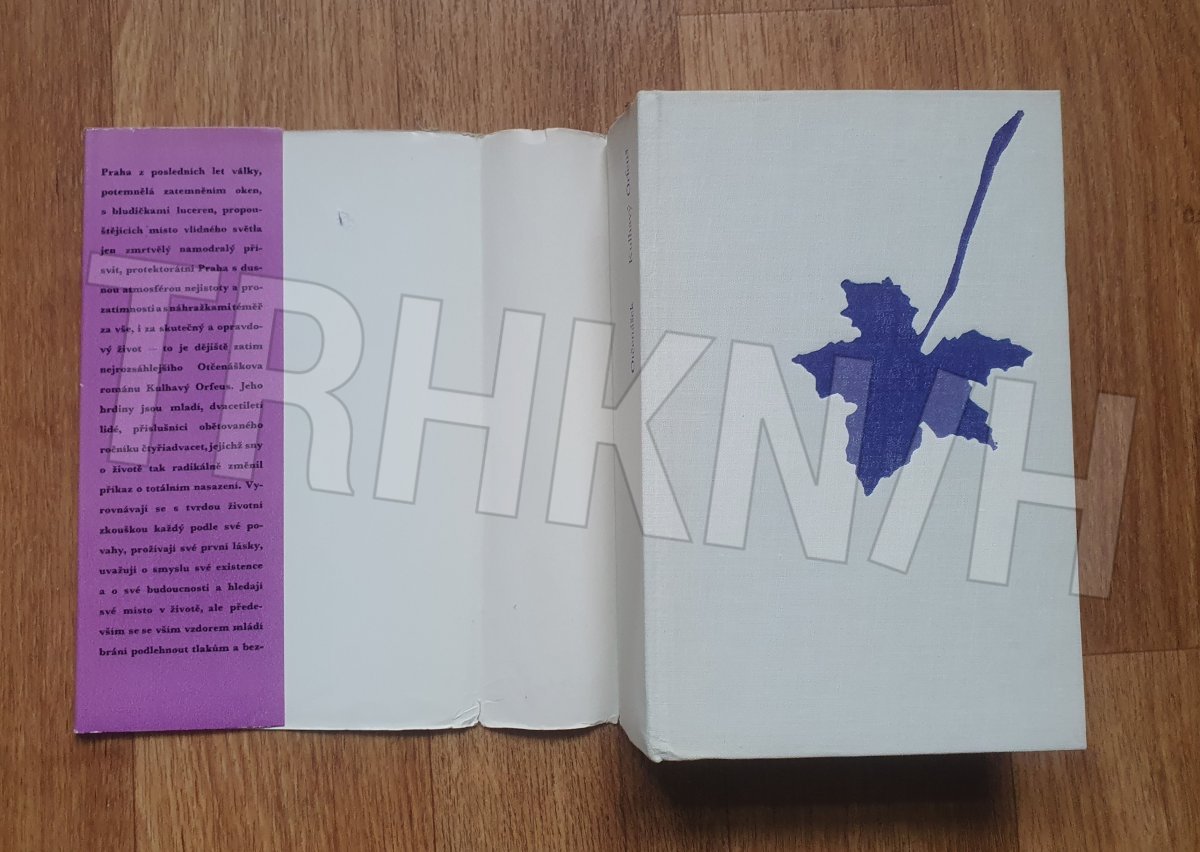 Praha z posledních let války,
potemnělá zatemněním oken,
s bludičkami luceren, propou-
štějících místo vlídného světla
jen zmrtvělý namodralý pří-
svit, protektorátní Praha s dus-
nou atmosférou nejistoty a pro-
zatímnosti a s náhražkami téměř
za vše, i za skutečný a opravdo-
vý život — to je dějiště zatím
nejrozsáhlejšího Otčenáškova
románu Kulhavý Orfeus. Jeho
hrdiny jsou mladí, dvacetiletí
lidé, příslušníci obětovaného
ročníku čtyřiadvacet, jejichž sny
o životě tak radikálně změnil
příkaz o totálním nasazení. Vy-
rovnávají se s tvrdou životní
zkouškou každý podle své po-
vahy, prožívají své první lásky,
uvažují o smyslu své existence
a o své budoucnosti a hledají
své místo v životě, ale přede-
vším se se vším vzdorem mládí
brání podlehnout tlakům a bez-
Otčenášek Kulhavý Orfeus
TRHKNIH